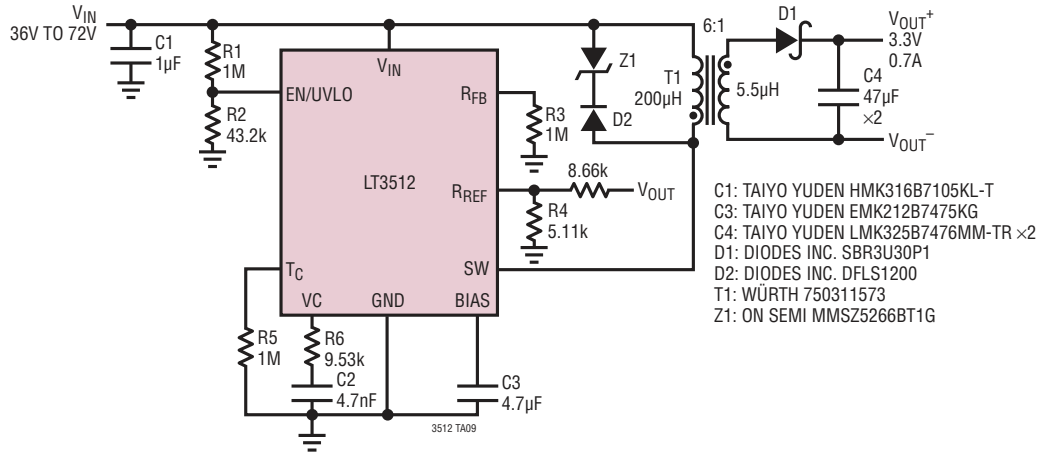 VIN
36V TO 72V
C1
1µF
R1
1M
R2
43.2k
VIN
EN/UVLO
RFB
LT3512
RREF
TC
SW
VC
GND
BIAS
R3
1M
8.66k
VOUT
R4
5.11k
Z1
D2
T1
200µH
6:1
5.5µH
D1
VOUT+
3.3V
0.7A
C4
47µF
×2
VOUT–
R5
1M
R6
9.53k
C2
4.7nF
C3
4.7µF
3512 TA09
C1: TAIYO YUDEN HMK316B7105KL-T
C3: TAIYO YUDEN EMK212B7475KG
C4: TAIYO YUDEN LMK325B7476MM-TR ×2
D1: DIODES INC. SBR3U30P1
D2: DIODES INC. DFLS1200
T1: WÜRTH 750311573
Z1: ON SEMI MMSZ5266BT1G